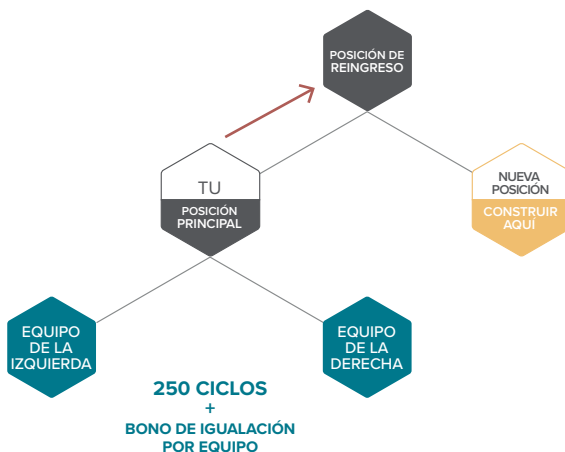 POSICIÓN DE
REINGRESO
TU
POSICIÓN
PRINCIPAL
NUEVA
POSICIÓN
CONSTRUIR
AQUÍ
EQUIPO
DE LA
IZQUIERDA
EQUIPO
DE LA
DERECHA
250 CICLOS
+
BONO DE IGUALACIÓN
POR EQUIPO